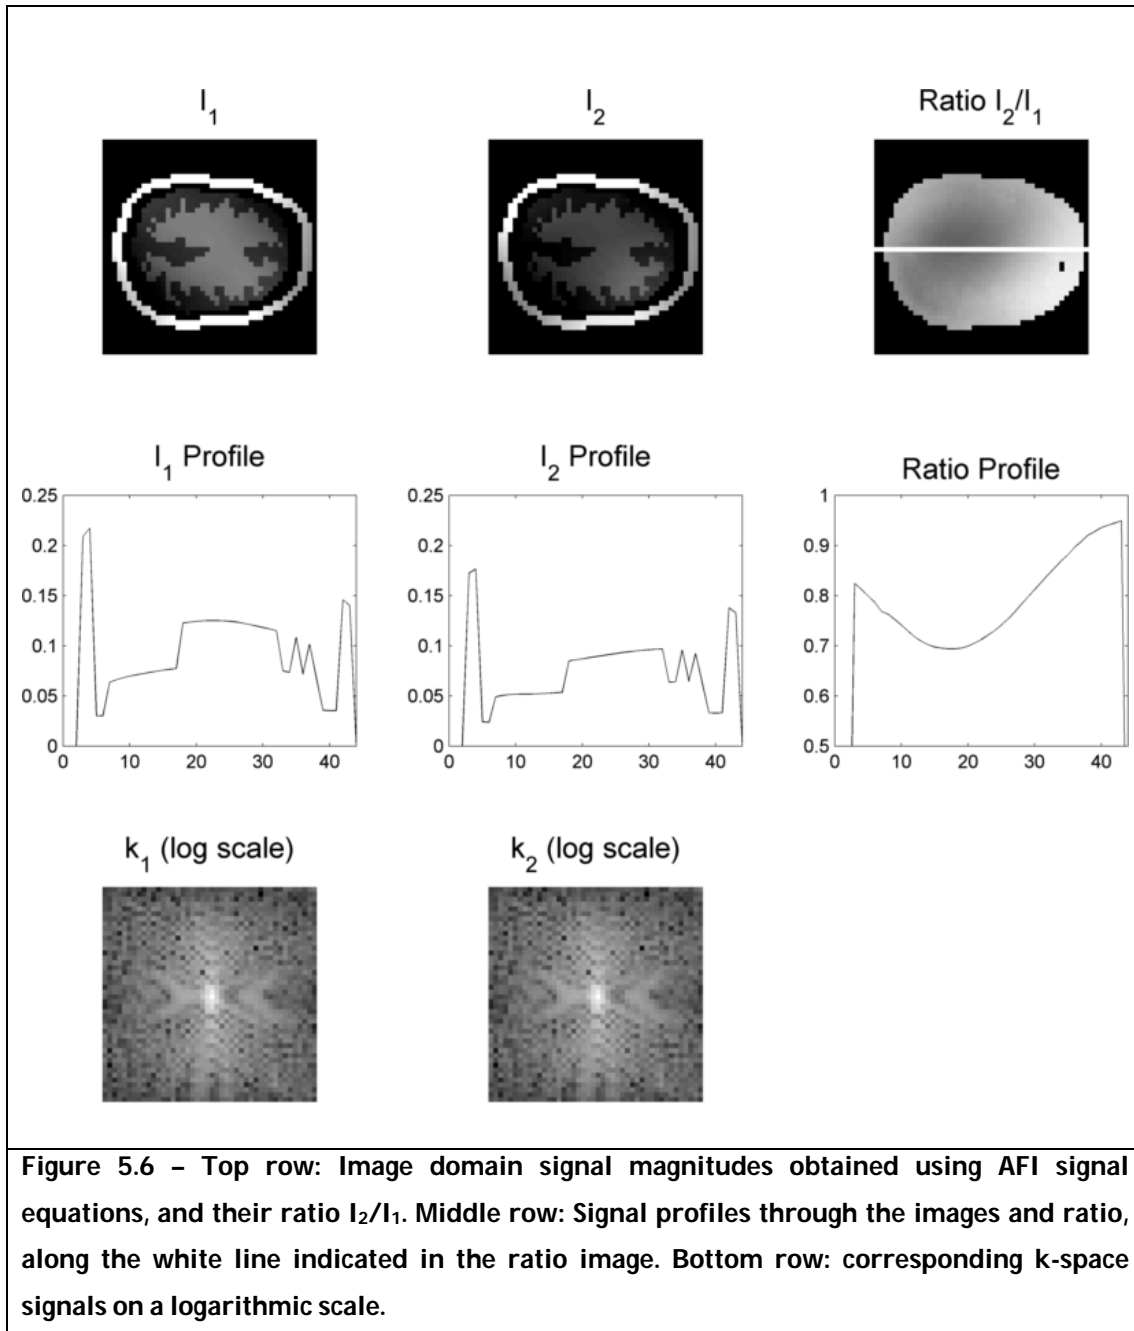 I₁ I₂ Ratio I₂/I₁
I₁ Profile I₂ Profile Ratio Profile
0.25 0.25 1
0.2 0.2 0.9
0.15 0.15 0.8
0.1 0.1 0.7
0.05 0.05 0.6
0 0 0.5
0 10 20 30 40 0 10 20 30 40 0 10 20 30 40
k₁ (log scale) k₂ (log scale)
Figure 5.6 – Top row: Image domain signal magnitudes obtained using AFI signal
equations, and their ratio I₂/I₁. Middle row: Signal profiles through the images and ratio,
along the white line indicated in the ratio image. Bottom row: corresponding k-space
signals on a logarithmic scale.